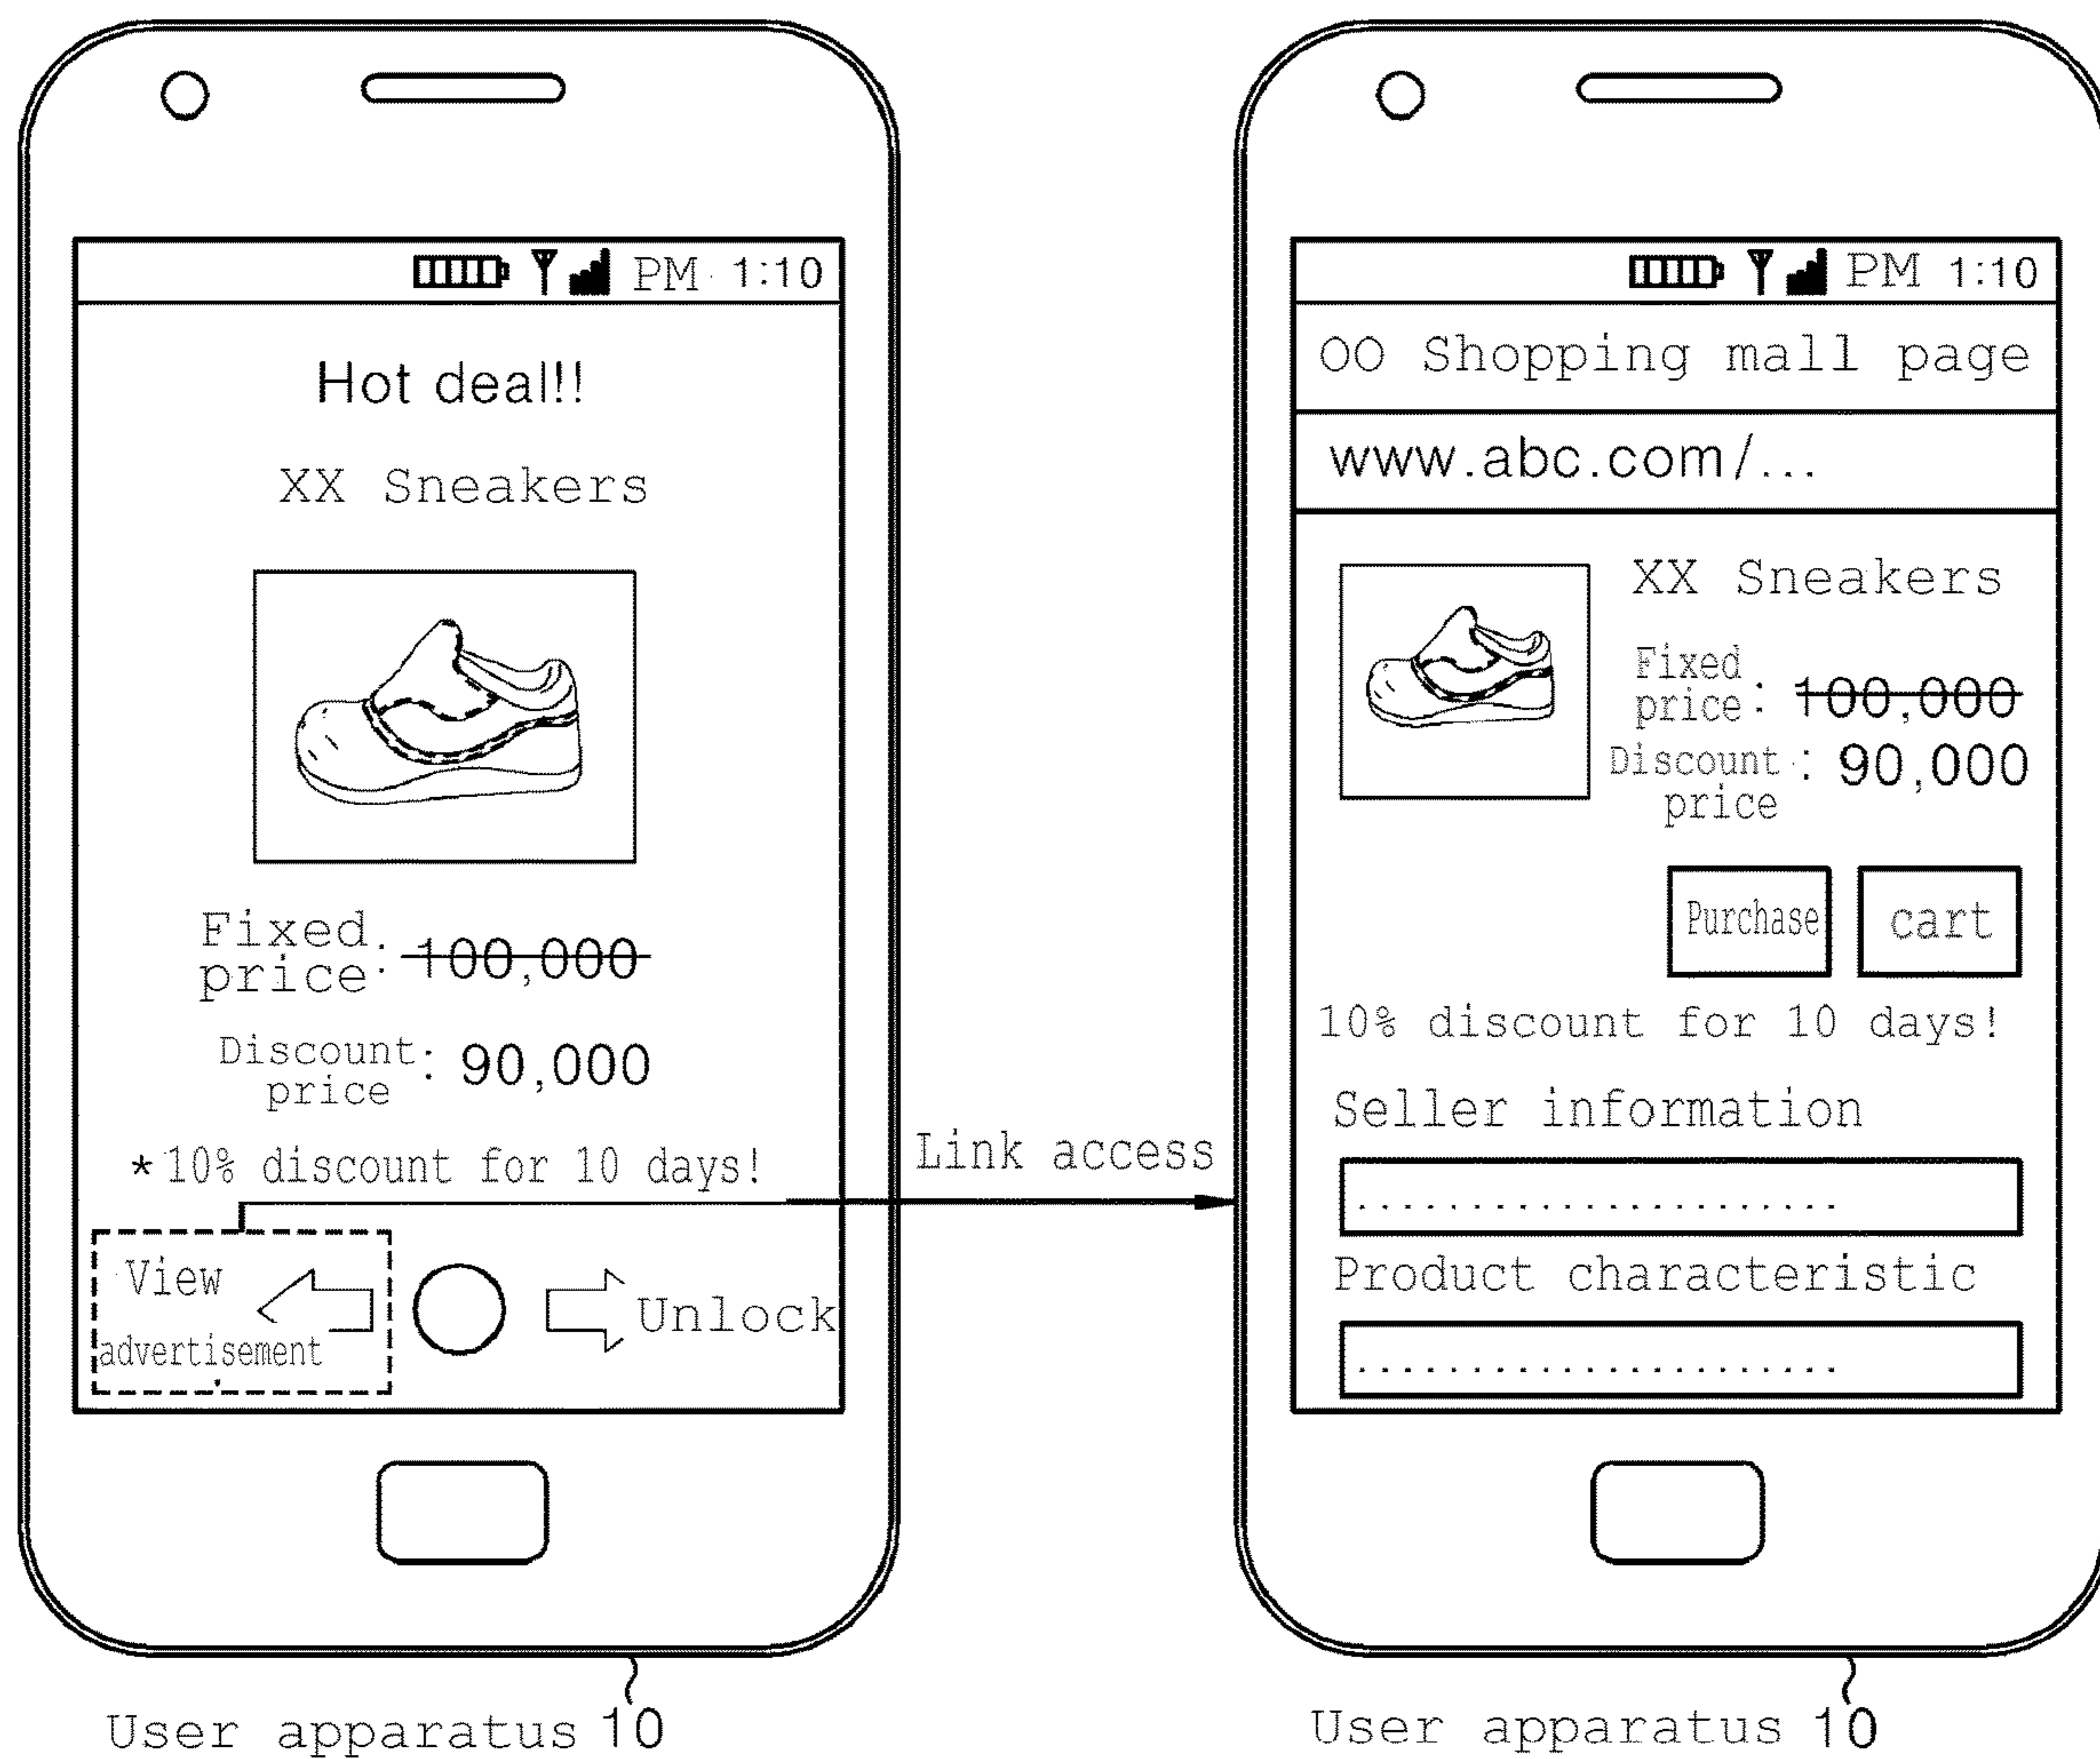 PM 1:10
Hot deal!!
XX Sneakers
Fixed
price: 100,000
Discount
price : 90,000
*10% discount for 10 days!
View
advertisement
Unlock
User apparatus 10
Link access
PM 1:10
OO Shopping mall page
www.abc.com/...
XX Sneakers
Fixed
price : 100,000
Discount : 90,000
price
Purchase
cart
10% discount for 10 days!
Seller information
......................
Product characteristic
......................
User apparatus 10